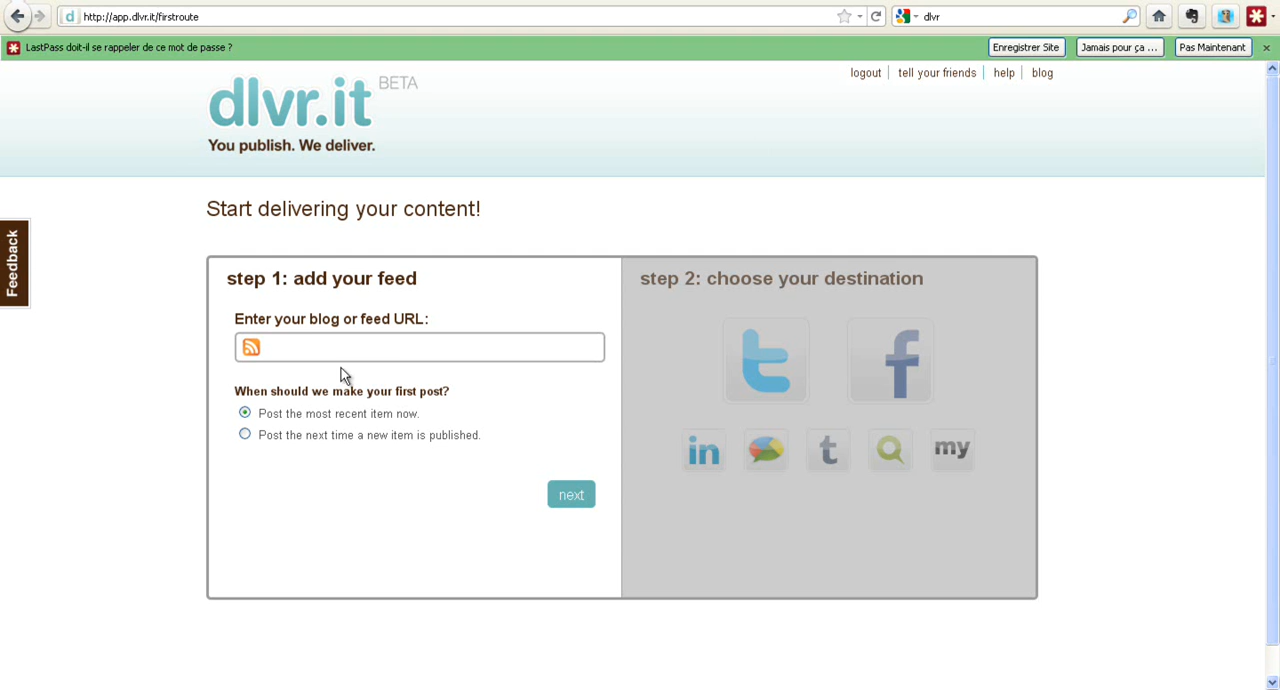 http://app.dlvr.it/firstroute
dlvr
LastPass doit-il se rappeler de ce mot de passe ?
Enregistrer Site
Jamais pour ça ...
Pas Maintenant
logout
tell your friends
help
blog
dlvr.it BETA
You publish. We deliver.
Feedback
Start delivering your content!
step 1: add your feed
Enter your blog or feed URL:
When should we make your first post?
Post the most recent item now.
Post the next time a new item is published.
next
step 2: choose your destination
in
t
my